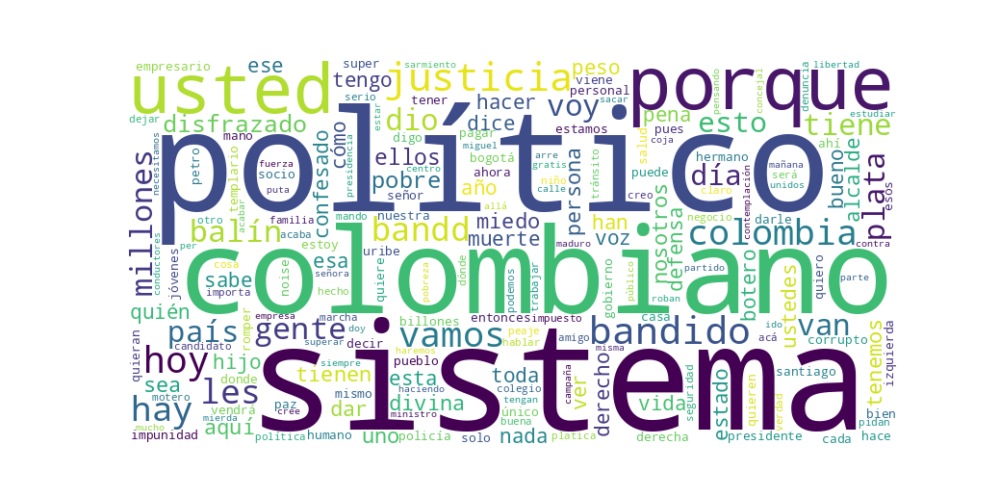 empresario
ese
super
sarmiento
justicia
peso
viene
personal
porque
pensando
concejal
denuncia
libertad
usted
tengo
serio
estar
tener
hacer
voy
sacar
estudiar
dejar
disfrazado
dio
dice
pena
esto
tiene
necesitamos
mano
confesado
cómo
digo
pagar
estamos
salud
pues
coja
ahí
político
petro
templario
fuerza
socio
puta
presidencia
ellos
pobre
señor
miguel
centro
bogotá
ahora
arre
gratis
niño
calle
persona
tránsito
puede
creo
hermano
día
claro
contemplación
mañana
será
unidos
bueno
alcalde
plata
esos
millones
otro
acabar
familia
mando
nuestra
año
allá
miedo
han
nosotros
defensa
negocio
darle
contra
balín
acaba
estoy
uribe
bandd
muerte
maduro
voz
colombia
conductores
jóvenes
per
cosa
noise
esa
señora
quiere
colombiano
partido
parte
quiero
sabe
importa
hecho
pobreza
dónde
podemos
trabajar
gobierno
público
roban
casa
botero
ustedes
quién
empresa
marcha
billones
entonces
impuesto
ido
acá
van
corrupto
izquierda
país
romper
gente
superar
doy
decir
vamos
peaje
hablar
amigo
misma
bandido
tenemos
quieran
candidato
hoy
hijo
siempre
pueblo
haremos
sistema
santiago
sea
donde
tienen
esta
haciendo
colegio
toda
campaña
ver
derecho
seguridad
motero
les
paz
cree
mismo
divina
tengan
único
vida
estado
quieren
verdad
hay
vendrá
dar
ministro
buena
pidan
bien
mucho
mierda
aquí
impunidad
política
humano
uno
policía
solo
nada
platica
derecha
presidente
cada
hace